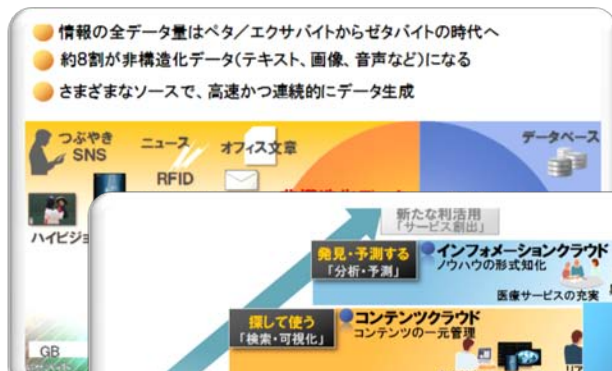 情報の全データ量はペタ／エクサバイトからゼタバイトの時代へ
約8割が非構造化データ(テキスト、画像、音声など)になる
さまざまなソースで、高速かつ連続的にデータ生成
つぶやき
SNS
ニュース
オフィス文章
データベース
RFID
ハイビジョ
新たな利活用
「サービス創出」
発見・予測する
「分析・予測」
インフォメーションクラウド
ノウハウの形式知化
医療サービスの充実
探して使う
「検索・可視化」
コンテンツクラウド
コンテンツの一元管理
GB